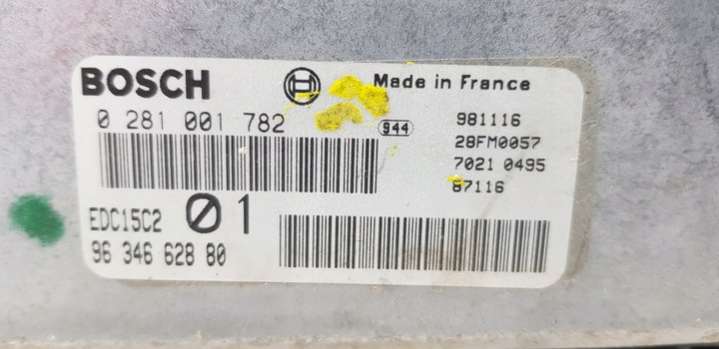 BOSCH
Made in France
0 281 001 782
944
981116
28FM0057
7021 0495
87116
EDC15C2 01
96 346 628 80